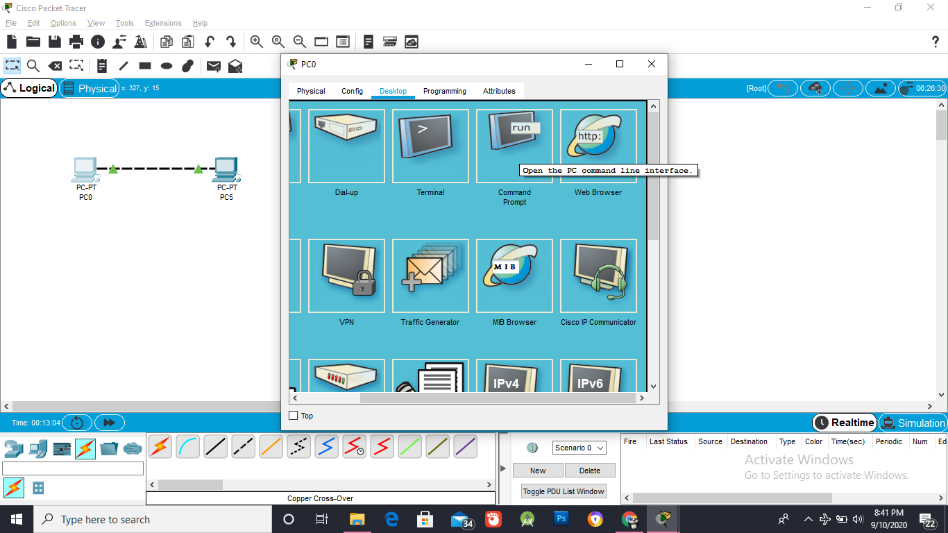 Cisco Packet Tracer
File Edit Options View Tools Extensions Help
?
Logical Physical x: 327, y: 15
[Root] 06:26:30
PC-PT
PC0
PC-PT
PC5
PC0
Physical Config Desktop Programming Attributes
> run http:
Dial-up Terminal Command Prompt Web Browser
Open the PC command line interface.
MIB
VPN Traffic Generator MIB Browser Cisco IP Communicator
IPv4 IPv6
Top
Time: 00:13:04
Realtime Simulation
Scenario 0
New Delete
Toggle PDU List Window
Fire Last Status Source Destination Type Color Time(sec) Periodic Num Ed
Copper Cross-Over
Activate Windows
Go to Settings to activate Windows.
Type here to search
34
Ps
8:41 PM
9/10/2020
22